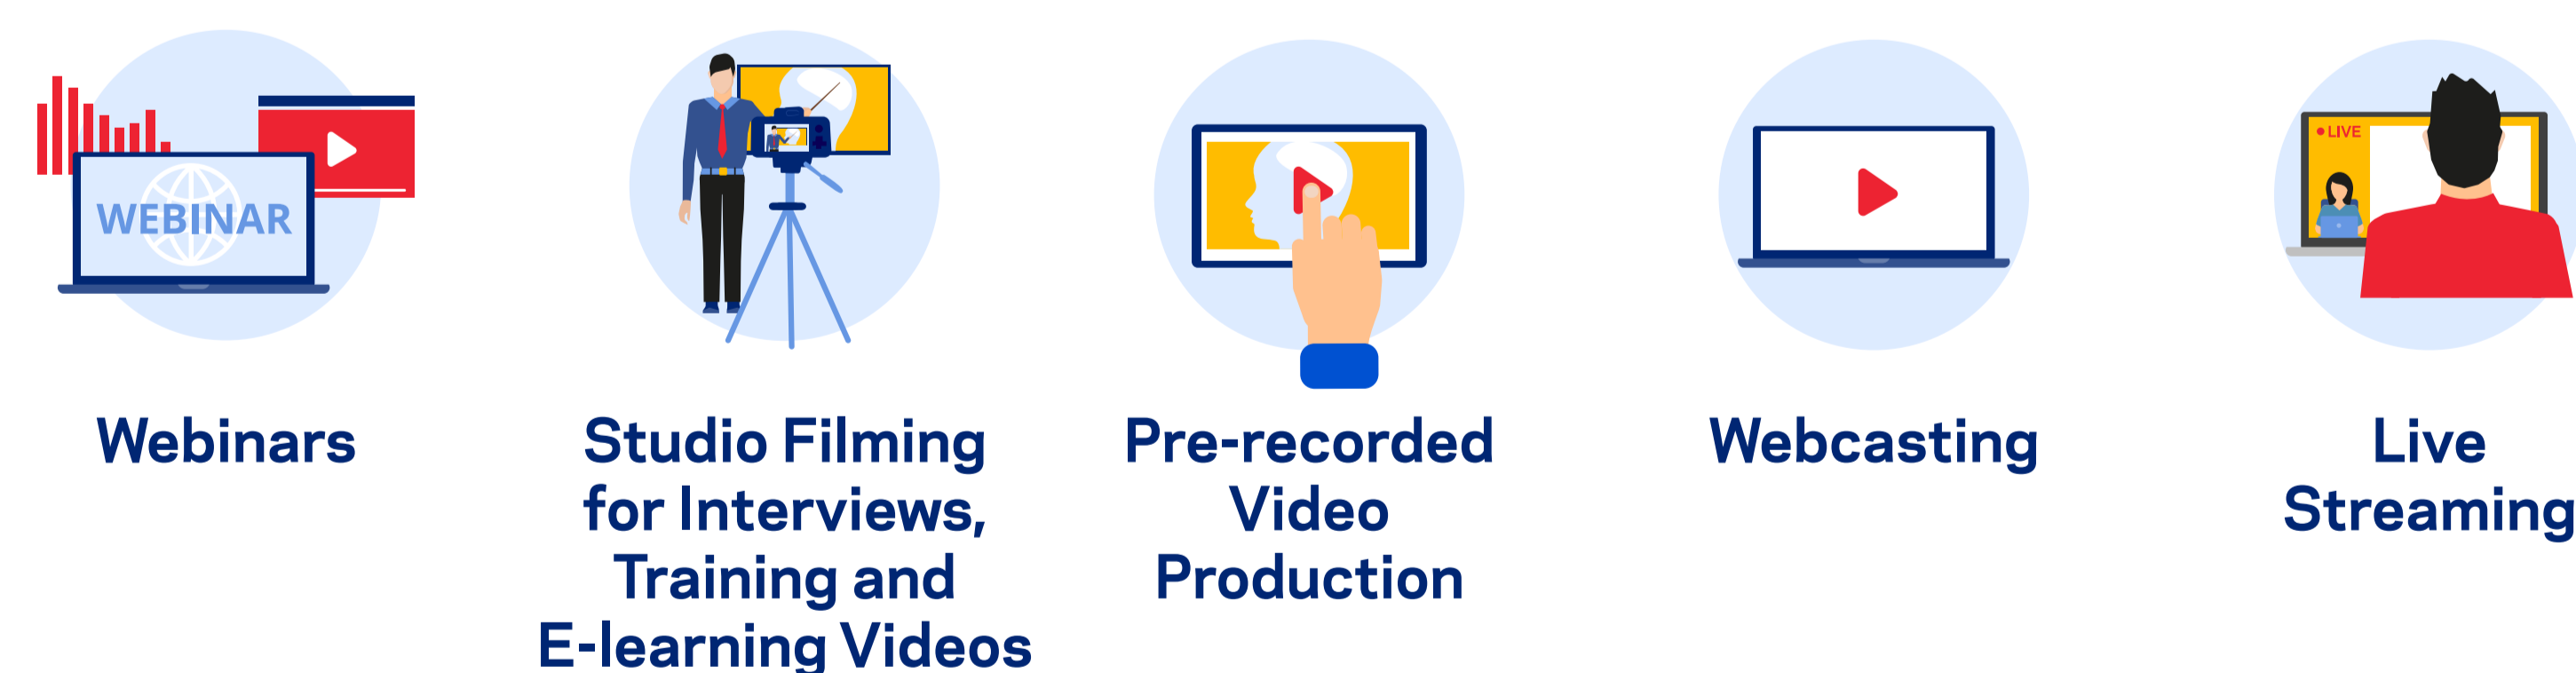 WEBINAR
LIVE
Webinars
Studio Filming
for Interviews,
Training and
E-learning Videos
Pre-recorded
Video
Production
Webcasting
Live
Streaming